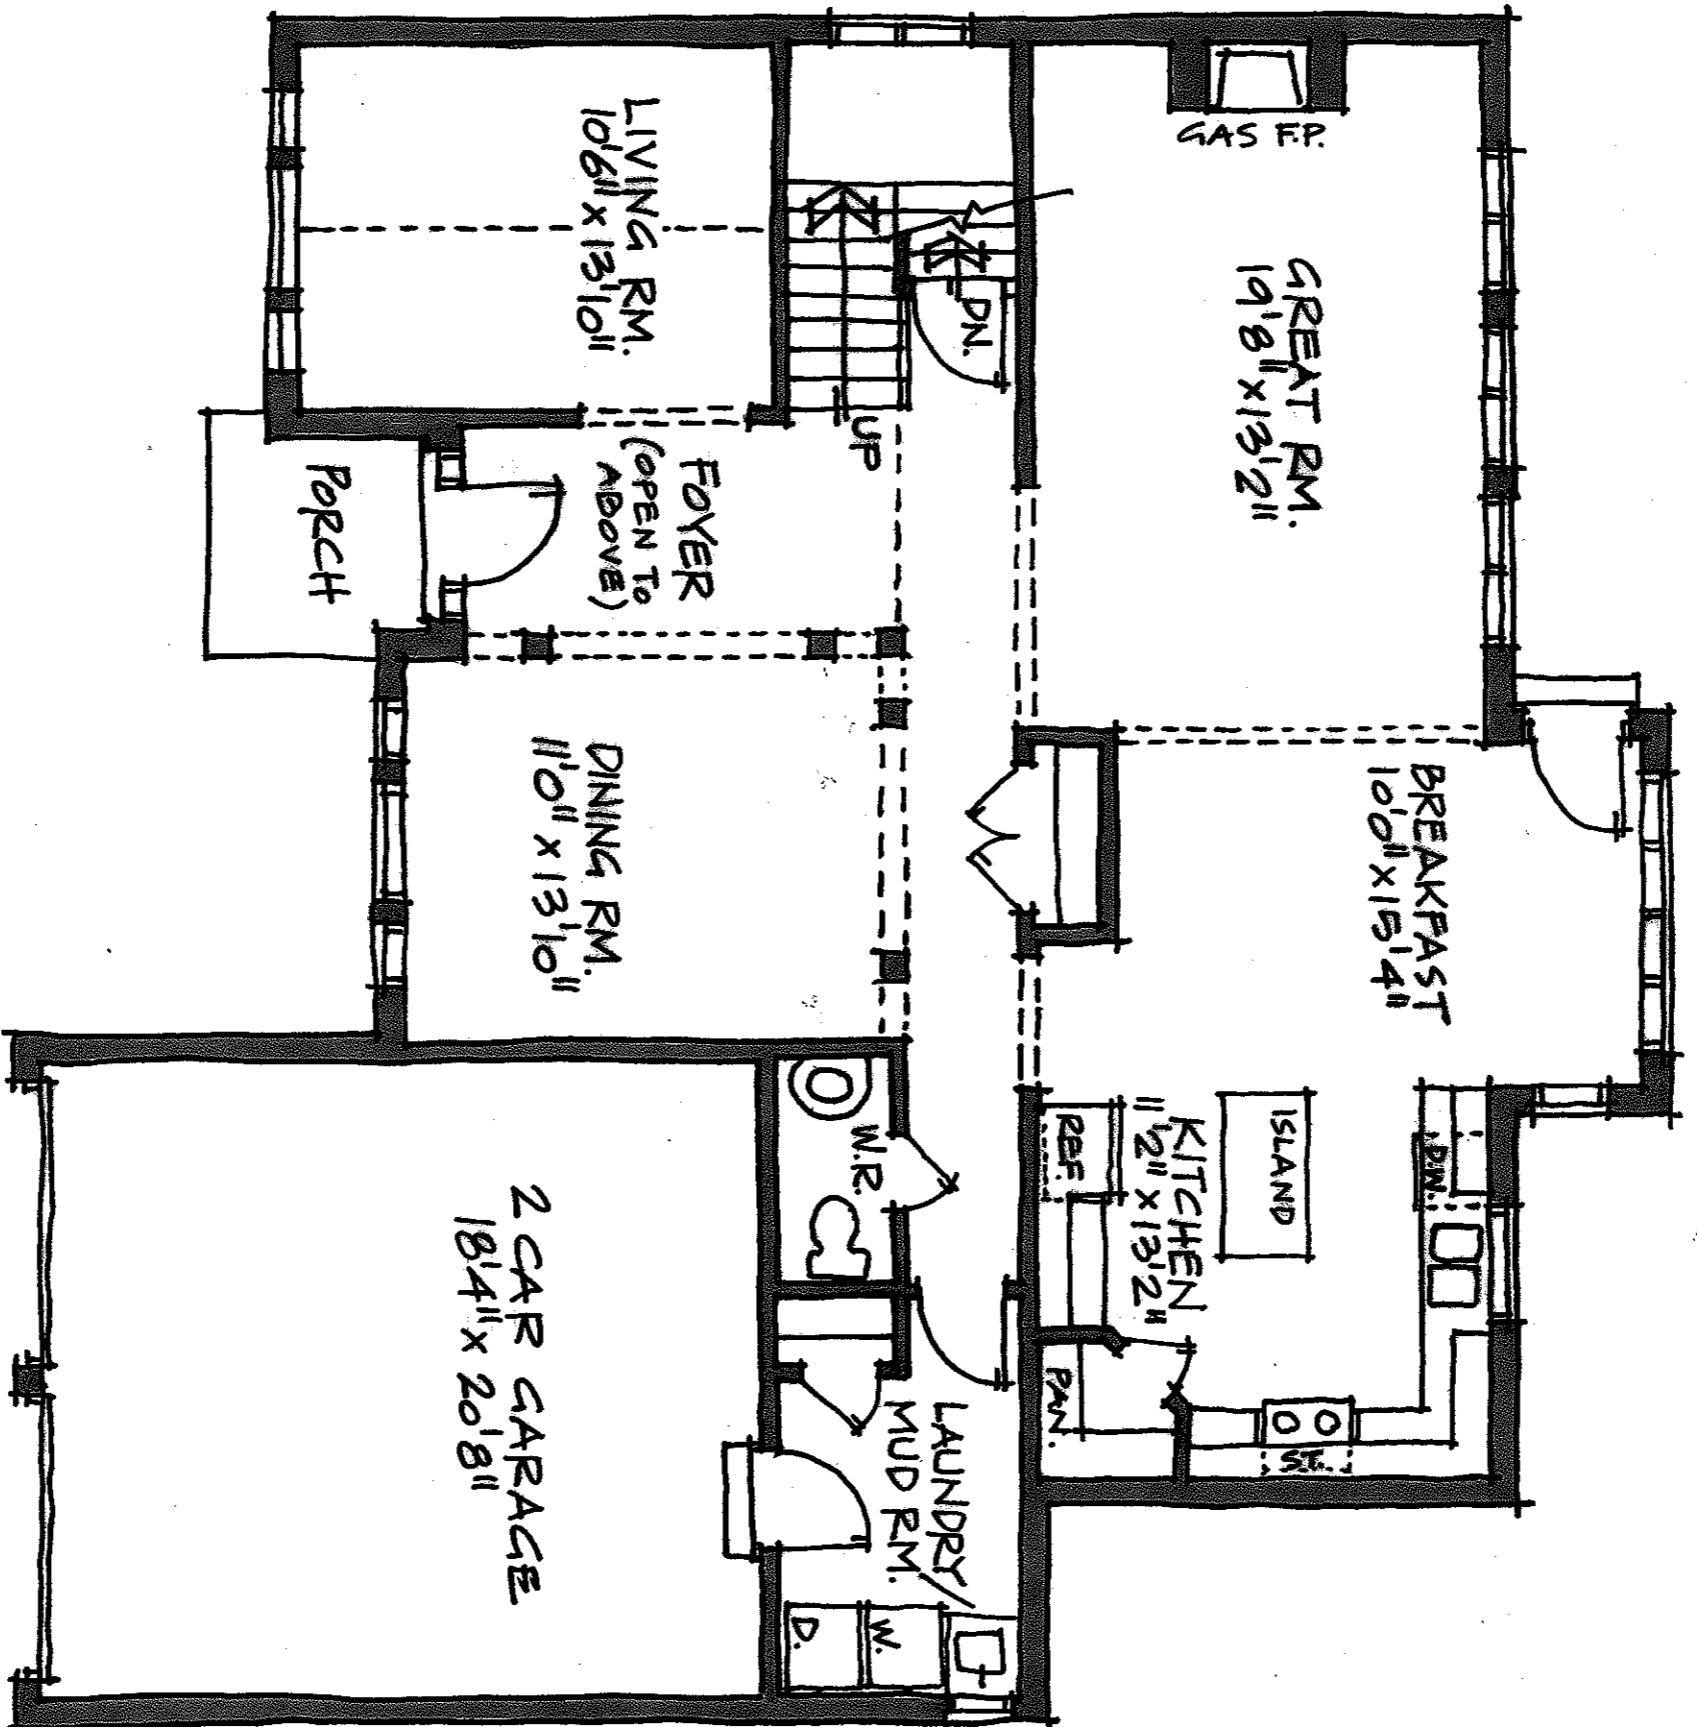 GAS F.P.
GREAT RM.
19'8" x 13'2"
LIVING RM.
10'6" x 13'10"
DN.
UP
FOYER
(OPEN TO
ABOVE)
PORCH
BREAKFAST
10'0" x 15'4"
DINING RM.
11'0" x 13'10"
ISLAND
D.W.
KITCHEN
11'2" x 13'2"
REF.
PAN.
ST.
W.R.
LAUNDRY/
MUD RM.
W.
D.
2 CAR GARAGE
18'4" x 20'8"